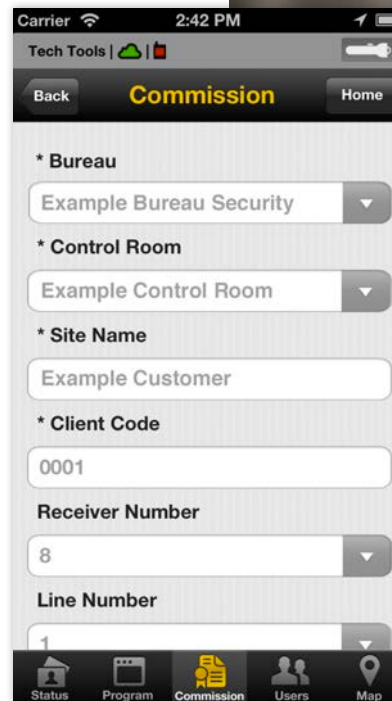 Carrier 2:42 PM
Tech Tools | |
Back Commission Home
* Bureau
Example Bureau Security
* Control Room
Example Control Room
* Site Name
Example Customer
* Client Code
0001
Receiver Number
8
Line Number
1
Status Program Commission Users Map